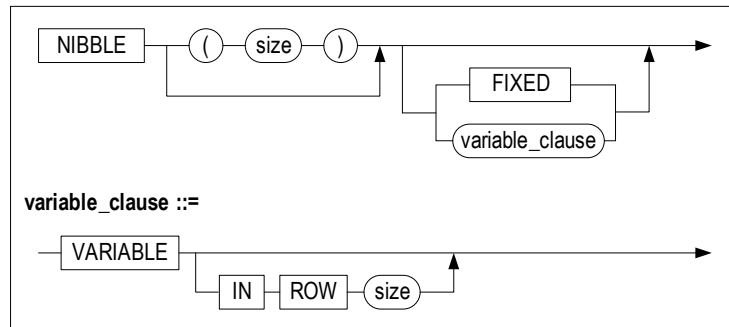 NIBBLE ( size )
FIXED
variable_clause
variable_clause ::=
VARIABLE
IN ROW size